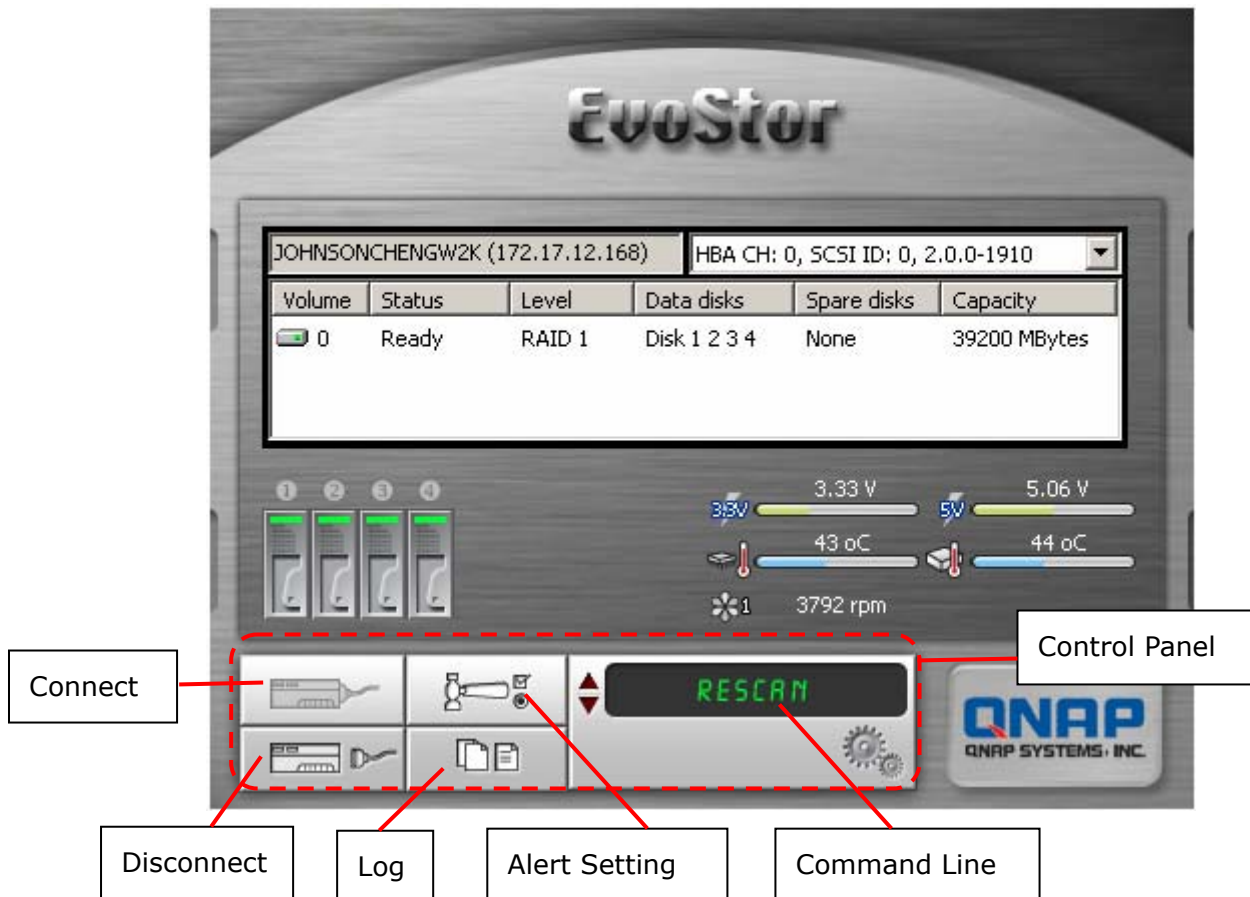 EvoStor
JOHNSONCHENGW2K (172.17.12.168) HBA CH: 0, SCSI ID: 0, 2.0.0-1910
Volume Status Level Data disks Spare disks Capacity
0 Ready RAID 1 Disk 1 2 3 4 None 39200 MBytes
1 2 3 4
3.3V 3.33 V 5V 5.06 V
43 oC 44 oC
1 3792 rpm
Control Panel
Connect
RESCAN
QNAP
QNAP SYSTEMS, INC.
Disconnect
Log
Alert Setting
Command Line